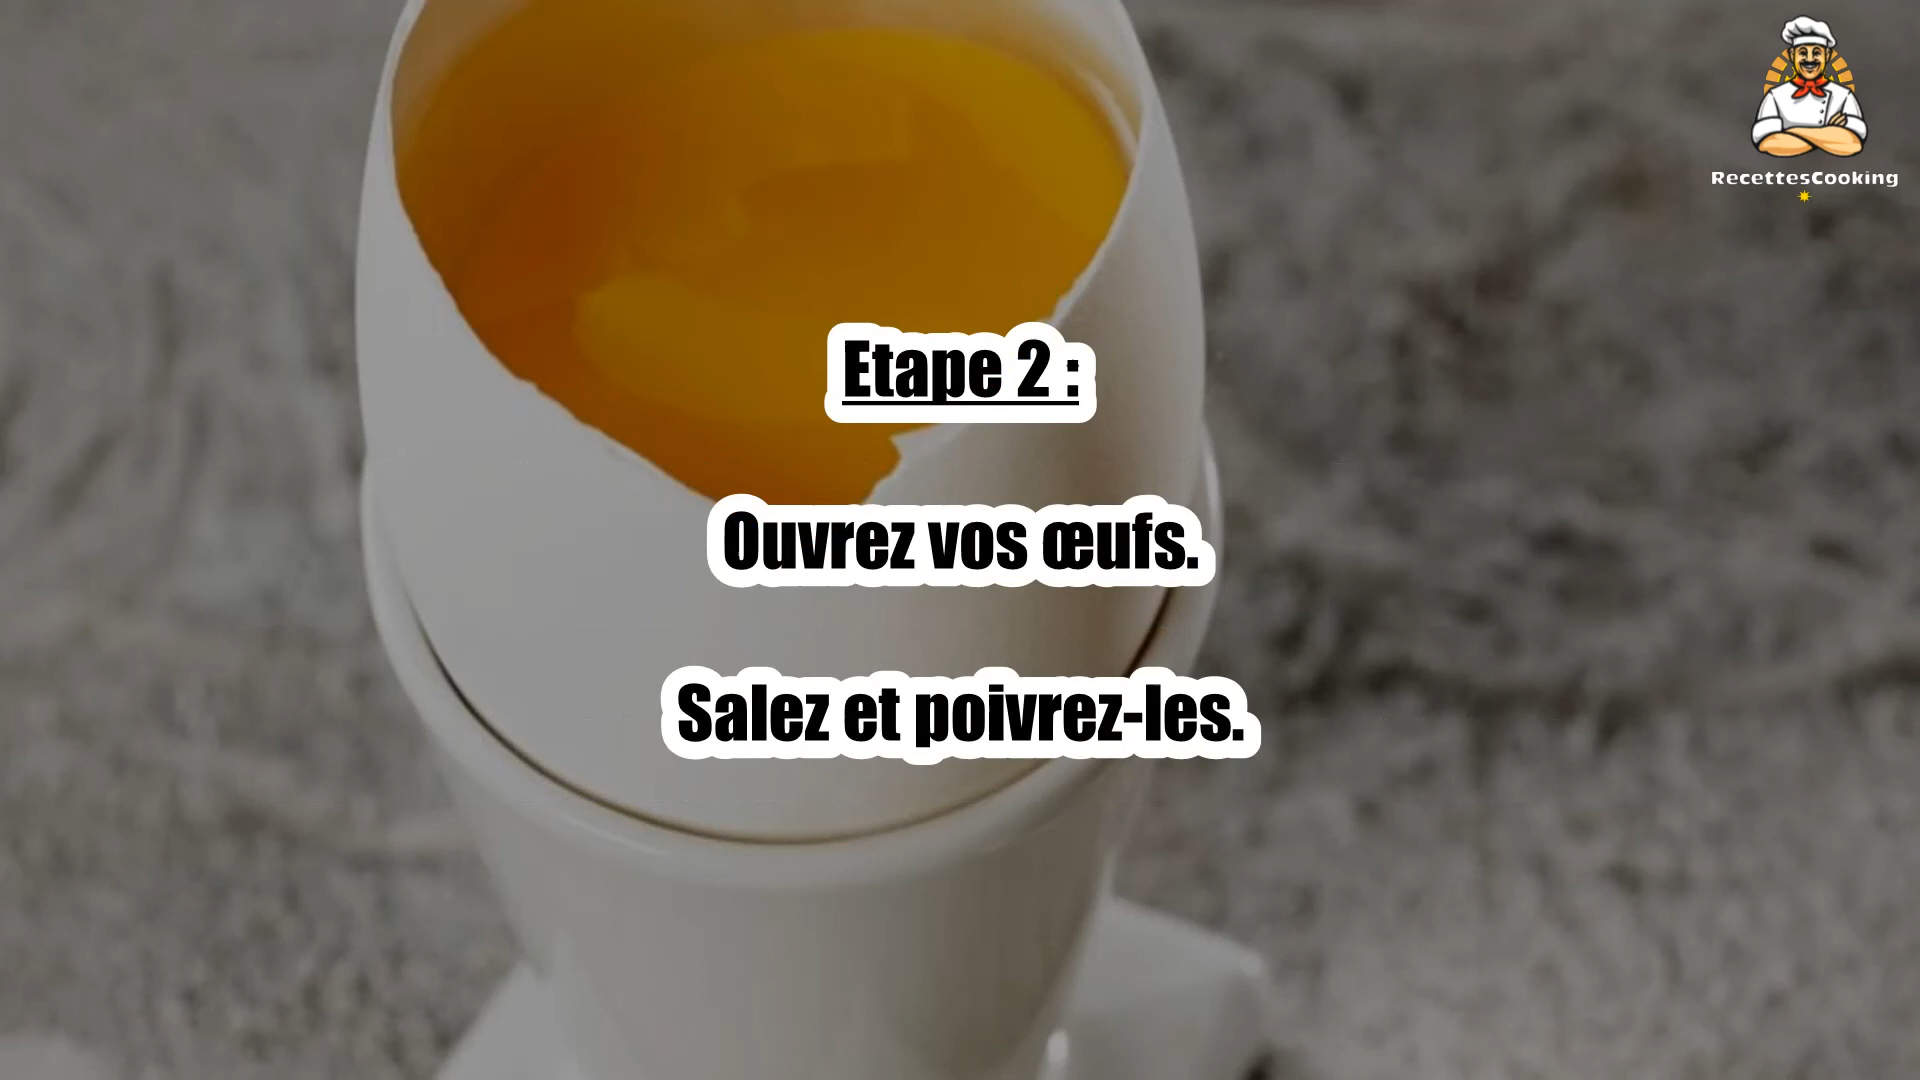 RecettesCooking
Etape 2 :
Ouvrez vos œufs.
Salez et poivrez-les.